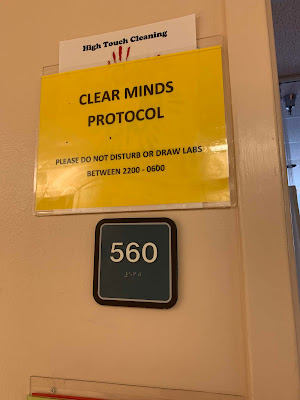 High Touch Cleaning
CLEAR MINDS
PROTOCOL
PLEASE DO NOT DISTURB OR DRAW LABS
BETWEEN 2200 - 0600
560